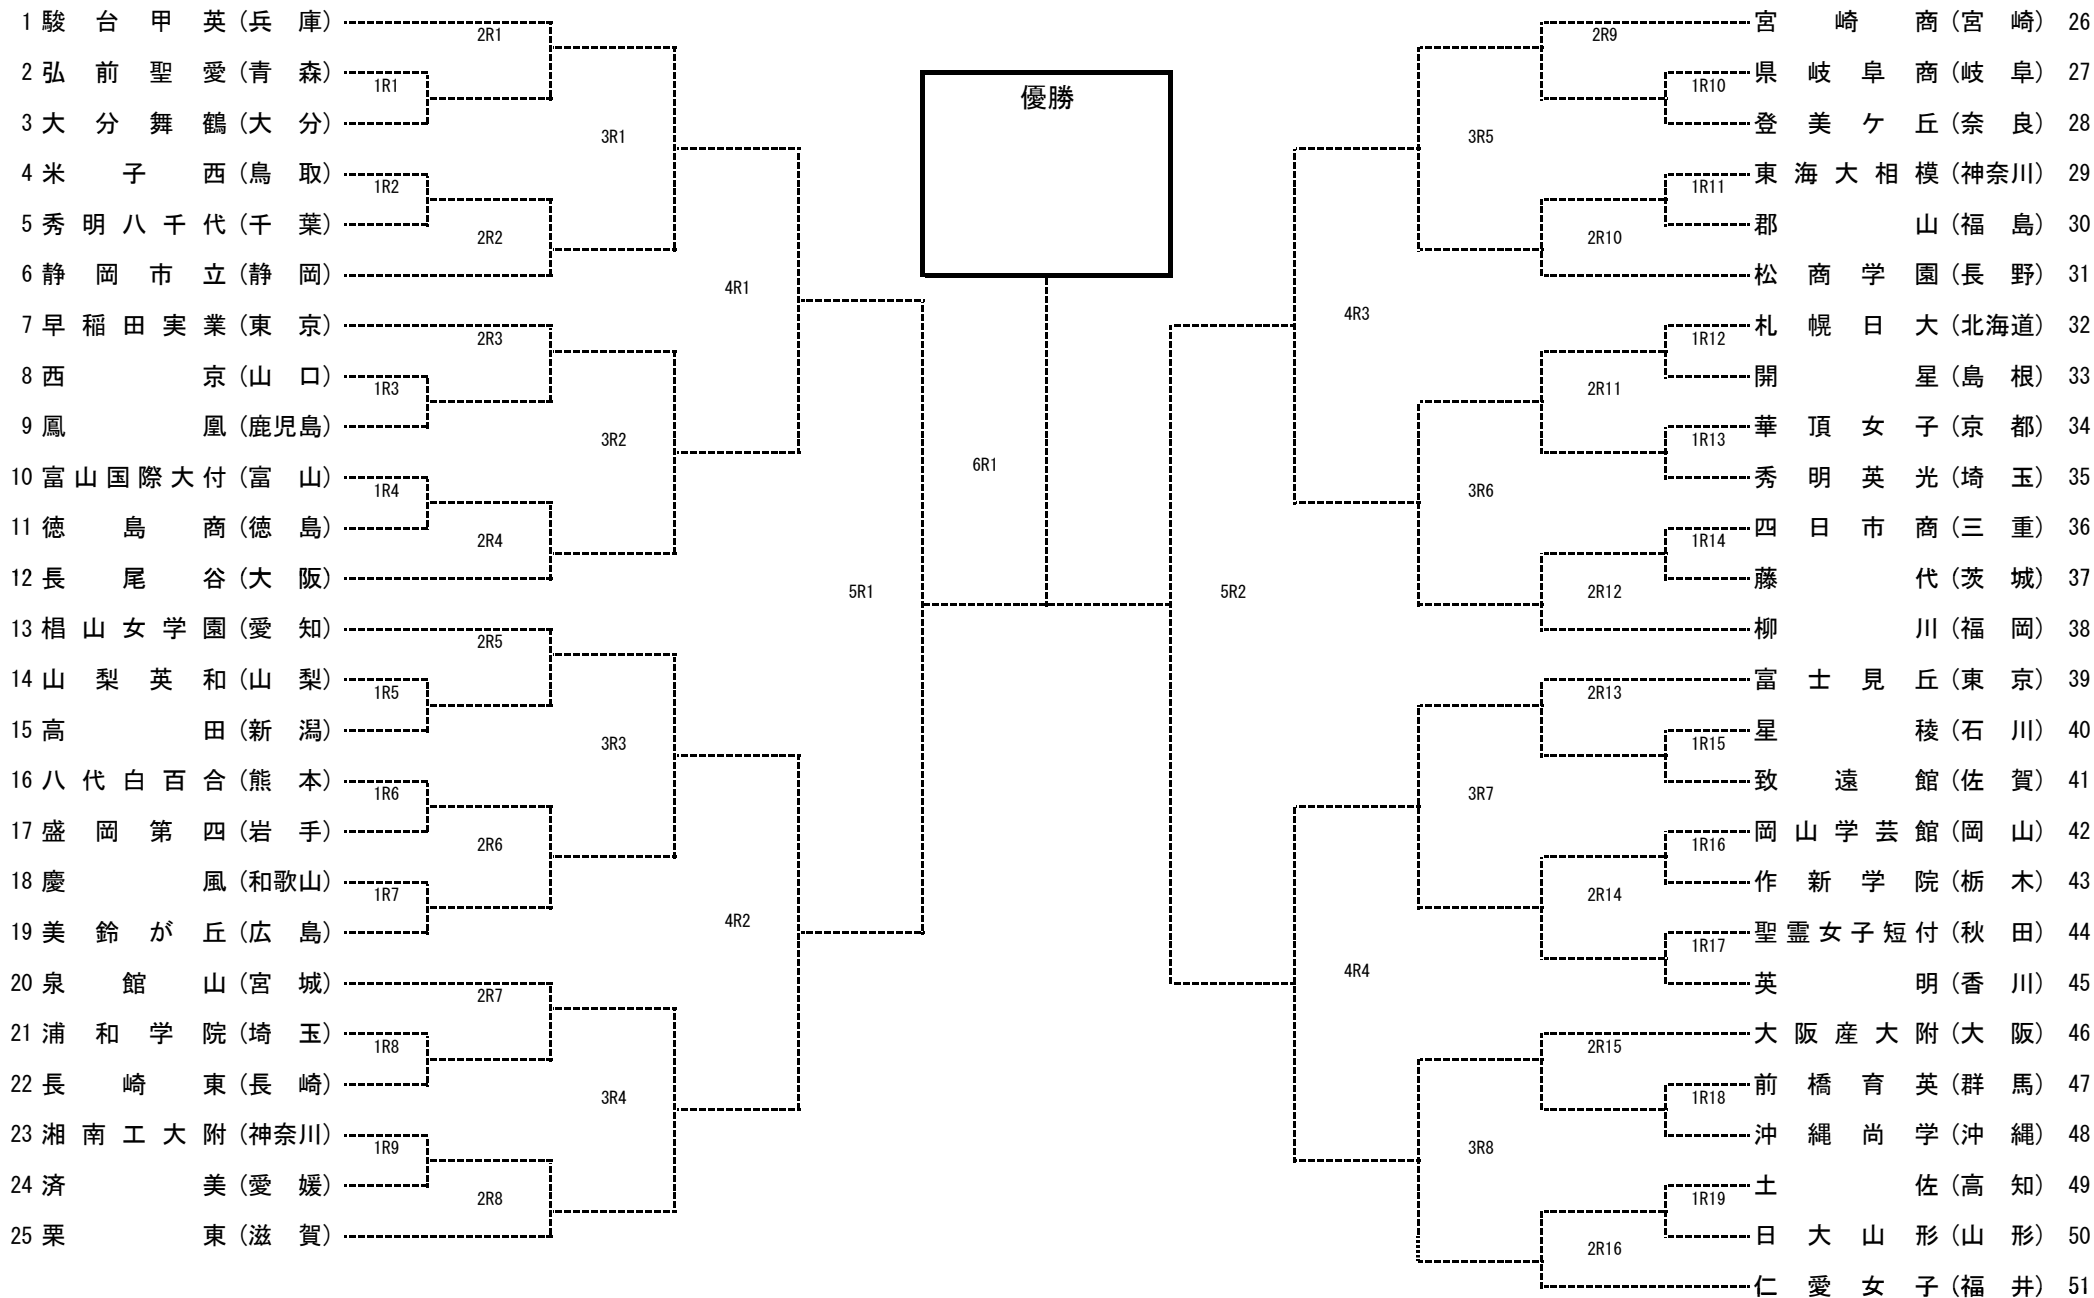 優勝
1 駿台甲英(兵庫)
2 弘前聖愛(青森)
3 大分舞鶴(大分)
4 米子西(鳥取)
5 秀明八千代(千葉)
6 静岡市立(静岡)
7 早稲田実業(東京)
8 西京(山口)
9 鳳凰(鹿児島)
10 富山国際大付(富山)
11 徳島商(徳島)
12 長尾谷(大阪)
13 椙山女学園(愛知)
14 山梨英和(山梨)
15 高田(新潟)
16 八代白百合(熊本)
17 盛岡第四(岩手)
18 慶風(和歌山)
19 美鈴が丘(広島)
20 泉館山(宮城)
21 浦和学院(埼玉)
22 長崎東(長崎)
23 湘南工大附(神奈川)
24 済美(愛媛)
25 栗東(滋賀)
1R1
1R2
1R3
1R4
1R5
1R6
1R7
1R8
1R9
2R1
2R2
2R3
2R4
2R5
2R6
2R7
2R8
3R1
3R2
3R3
3R4
4R1
4R2
5R1
6R1
5R2
4R3
4R4
3R5
3R6
3R7
3R8
2R9
2R10
2R11
2R12
2R13
2R14
2R15
2R16
1R10
1R11
1R12
1R13
1R14
1R15
1R16
1R17
1R18
1R19
宮崎商(宮崎) 26
県岐阜商(岐阜) 27
登美ケ丘(奈良) 28
東海大相模(神奈川) 29
郡山(福島) 30
松商学園(長野) 31
札幌日大(北海道) 32
開星(島根) 33
華頂女子(京都) 34
秀明英光(埼玉) 35
四日市商(三重) 36
藤代(茨城) 37
柳川(福岡) 38
富士見丘(東京) 39
星稜(石川) 40
致遠館(佐賀) 41
岡山学芸館(岡山) 42
作新学院(栃木) 43
聖霊女子短付(秋田) 44
英明(香川) 45
大阪産大附(大阪) 46
前橋育英(群馬) 47
沖縄尚学(沖縄) 48
土佐(高知) 49
日大山形(山形) 50
仁愛女子(福井) 51